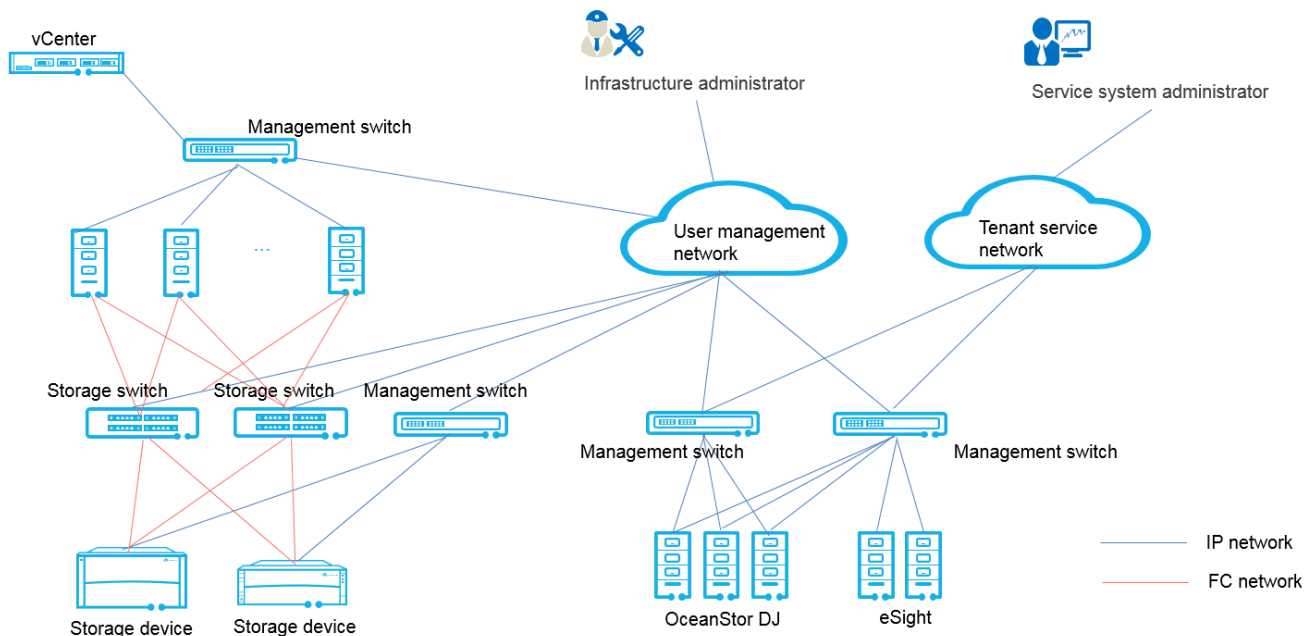 vCenter
Infrastructure administrator
Service system administrator
Management switch
User management
network
Tenant service
network
...
Storage switch
Storage switch
Management switch
Management switch
Management switch
IP network
FC network
Storage device
Storage device
OceanStor DJ
eSight